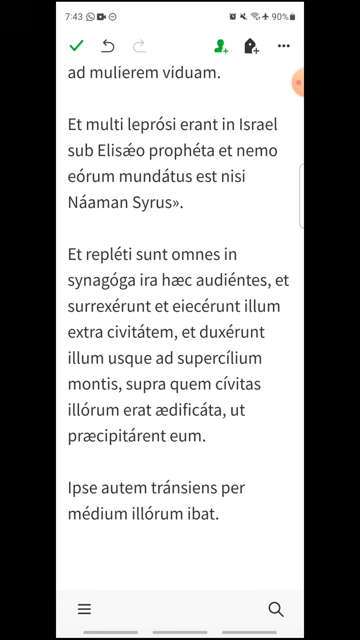 7:43
90%
ad mulíerem víduam.
Et multi leprósi erant in Israel
sub Elisǽo prophéta et nemo
eórum mundátus est nisi
Náaman Syrus».
Et repléti sunt omnes in
synagóga ira hæc audiéntes, et
surrexérunt et eiecérunt illum
extra civitátem, et duxérunt
illum usque ad supercílium
montis, supra quem cívitas
illórum erat ædificáta, ut
præcipitárent eum.
Ipse autem tránsiens per
médium illórum ibat.